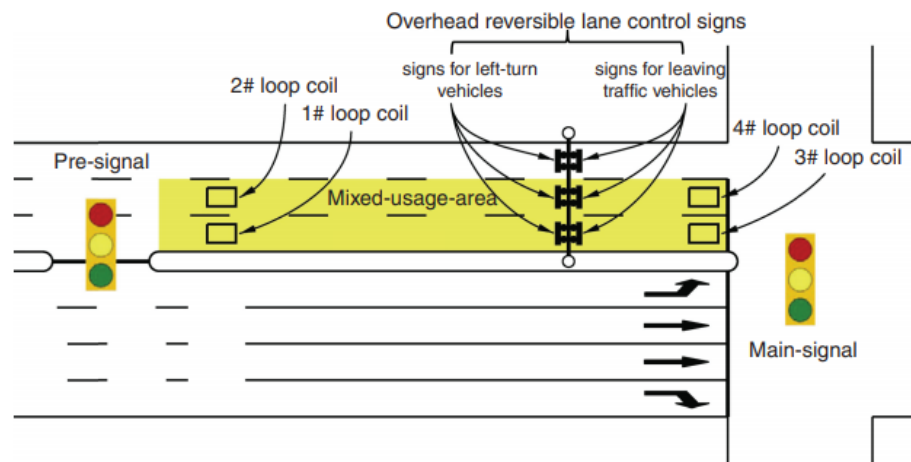 Overhead reversible lane control signs
signs for left-turn
vehicles
signs for leaving
traffic vehicles
2# loop coil
1# loop coil
4# loop coil
3# loop coil
Pre-signal
Mixed-usage-area
Main-signal